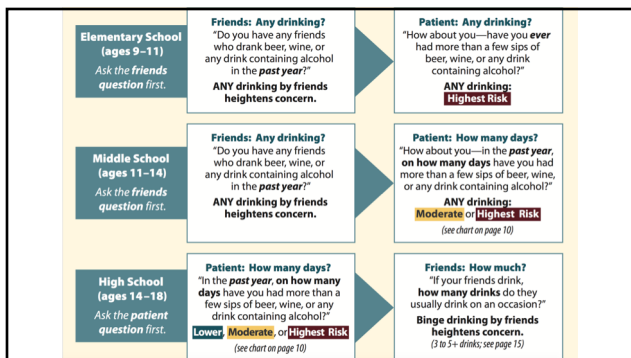 Elementary School
(ages 9–11)
Ask the friends
question first.
Friends: Any drinking?
“Do you have any friends
who drank beer, wine, or
any drink containing alcohol
in the past year?”
ANY drinking by friends
heightens concern.
Patient: Any drinking?
“How about you—have you ever
had more than a few sips of
beer, wine, or any drink
containing alcohol?”
ANY drinking:
Highest Risk
Middle School
(ages 11–14)
Ask the friends
question first.
Friends: Any drinking?
“Do you have any friends
who drank beer, wine, or
any drink containing alcohol
in the past year?”
ANY drinking by friends
heightens concern.
Patient: How many days?
“How about you—in the past year,
on how many days have you had
more than a few sips of beer, wine,
or any drink containing alcohol?”
ANY drinking:
Moderate or Highest Risk
(see chart on page 10)
High School
(ages 14–18)
Ask the patient
question first.
Patient: How many days?
“In the past year, on how many
days have you had more than a
few sips of beer, wine, or any
drink containing alcohol?”
Lower, Moderate, or Highest Risk
(see chart on page 10)
Friends: How much?
“If your friends drink,
how many drinks do they
usually drink on an occasion?”
Binge drinking by friends
heightens concern.
(3 to 5+ drinks; see page 15)